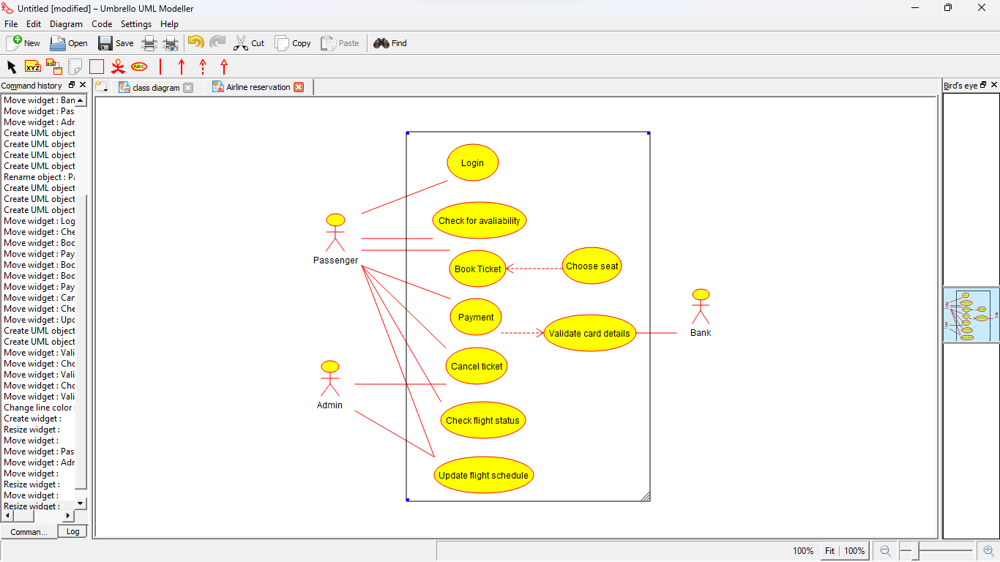 Untitled [modified] – Umbrello UML Modeller
File Edit Diagram Code Settings Help
New Open Save Cut Copy Paste Find
XYZ XYZ ABC
Command history
class diagram Airline reservation
Bird's eye
Move widget : Ban
Move widget : Pas
Move widget : Adr
Create UML object
Create UML object
Create UML object
Create UML object
Rename object : Pa
Create UML object
Create UML object
Create UML object
Move widget : Log
Move widget : Che
Move widget : Boo
Move widget : Pay
Move widget : Boo
Move widget : Boo
Move widget : Pay
Move widget : Can
Move widget : Che
Move widget : Upc
Create UML object
Create UML object
Move widget : Vali
Move widget : Cho
Move widget : Vali
Move widget : Cho
Move widget : Vali
Change line color :
Create widget :
Resize widget :
Move widget :
Move widget : Pas
Move widget : Adr
Move widget :
Resize widget :
Move widget :
Resize widget :
Comman... Log
Login
Check for avaliability
Passenger
Book Ticket
Choose seat
Payment
Validate card details
Bank
Cancel ticket
Admin
Check flight status
Update flight schedule
100% Fit 100%